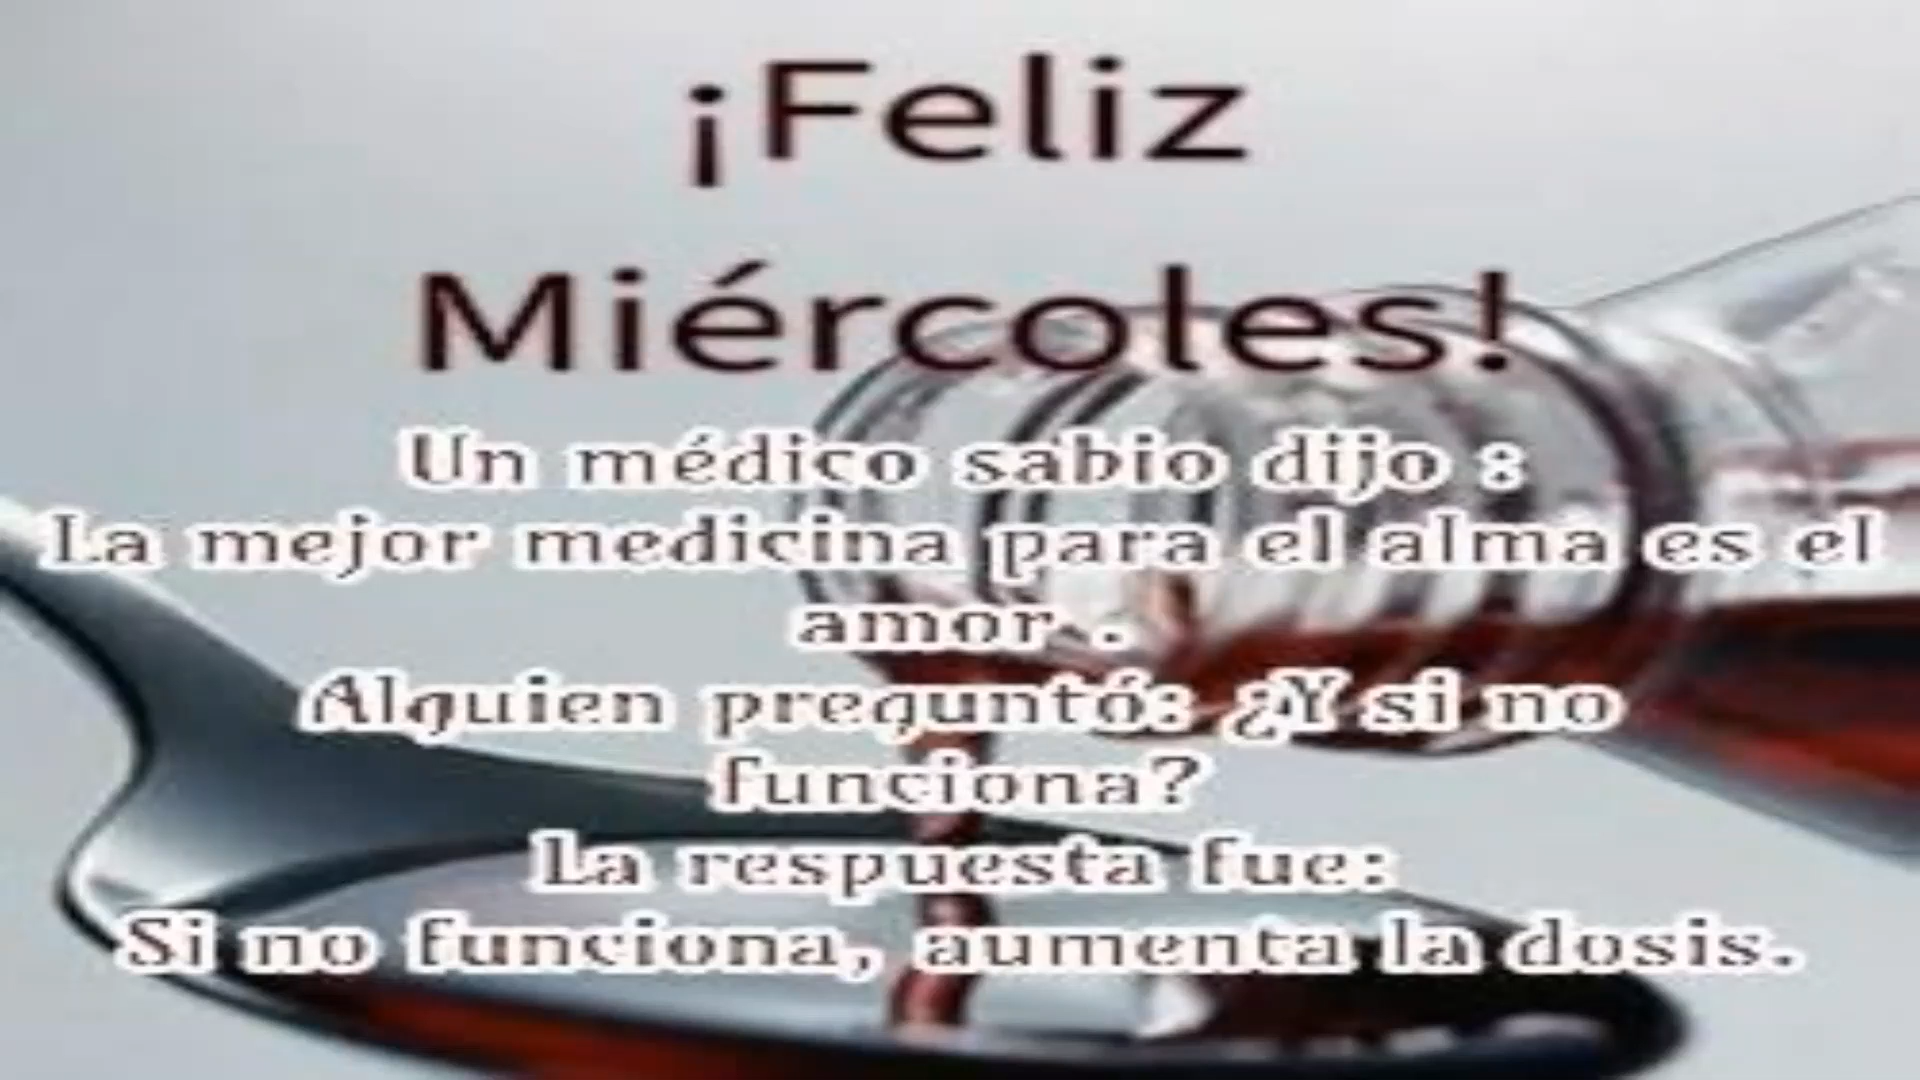 ¡Feliz
Miércoles!
Un médico sabio dijo :
La mejor medicina para el alma es el
amor .
Alguien preguntó: ¿Y si no
funciona?
La respuesta fue:
Si no funciona, aumenta la dosis.